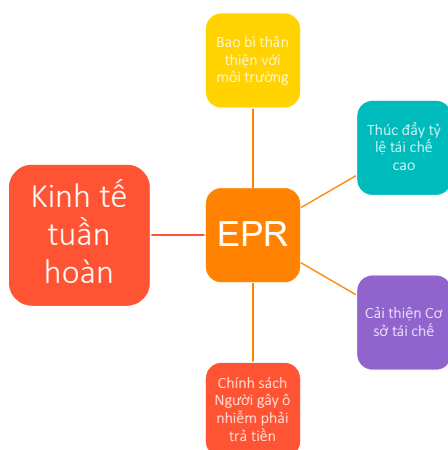 Bao bì thân
thiện với
môi trường
Thúc đẩy tỷ
lệ tái chế
cao
Kinh tế
tuần
hoàn
EPR
Cải thiện Cơ
sở tái chế
Chính sách
Người gây ô
nhiễm phải
trả tiền